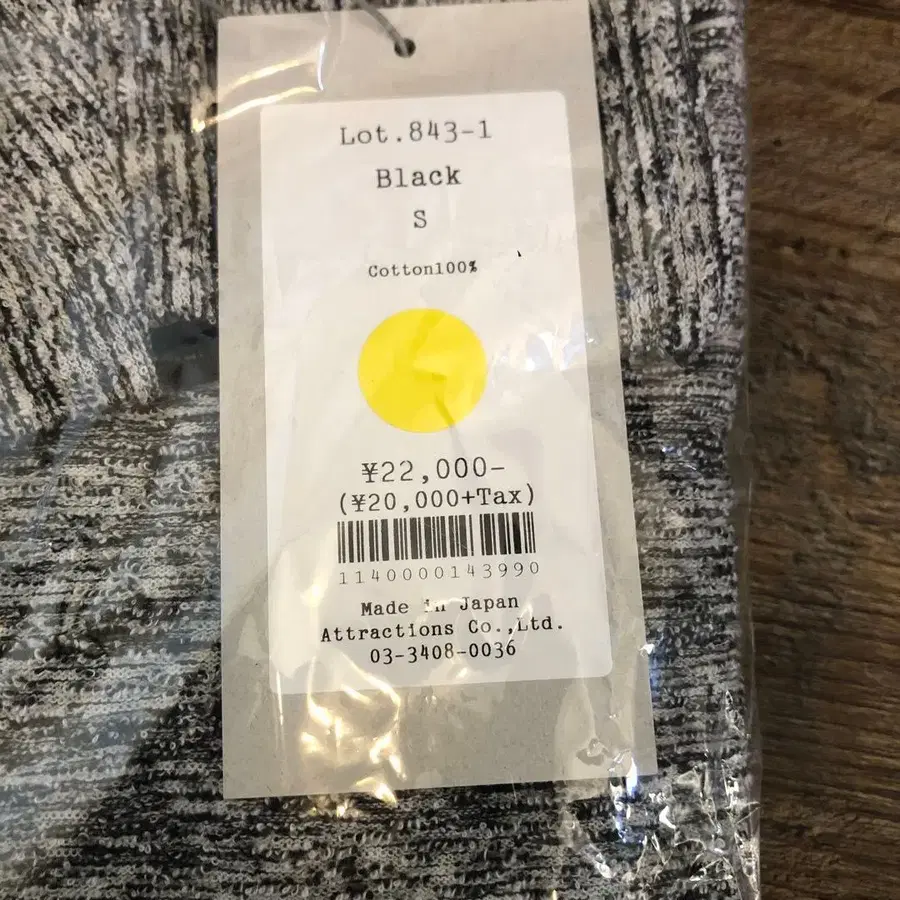 Lot.843-1
Black
S
Cotton100%
¥22,000-
(¥20,000+Tax)
1140000143990
Made in Japan
Attractions Co.,Ltd.
03-3408-0036